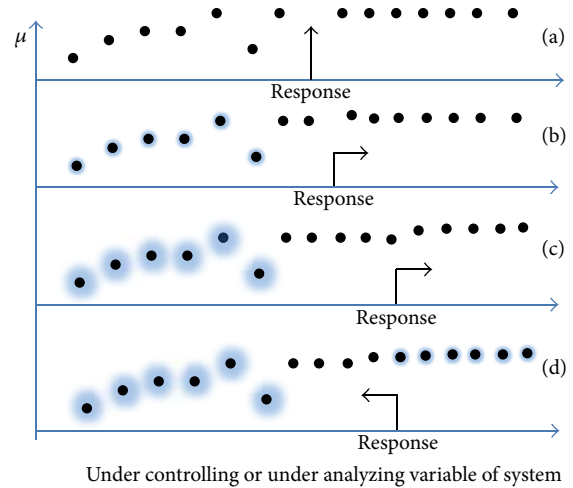 μ
(a)
Response
(b)
Response
(c)
Response
(d)
Response
Under controlling or under analyzing variable of system